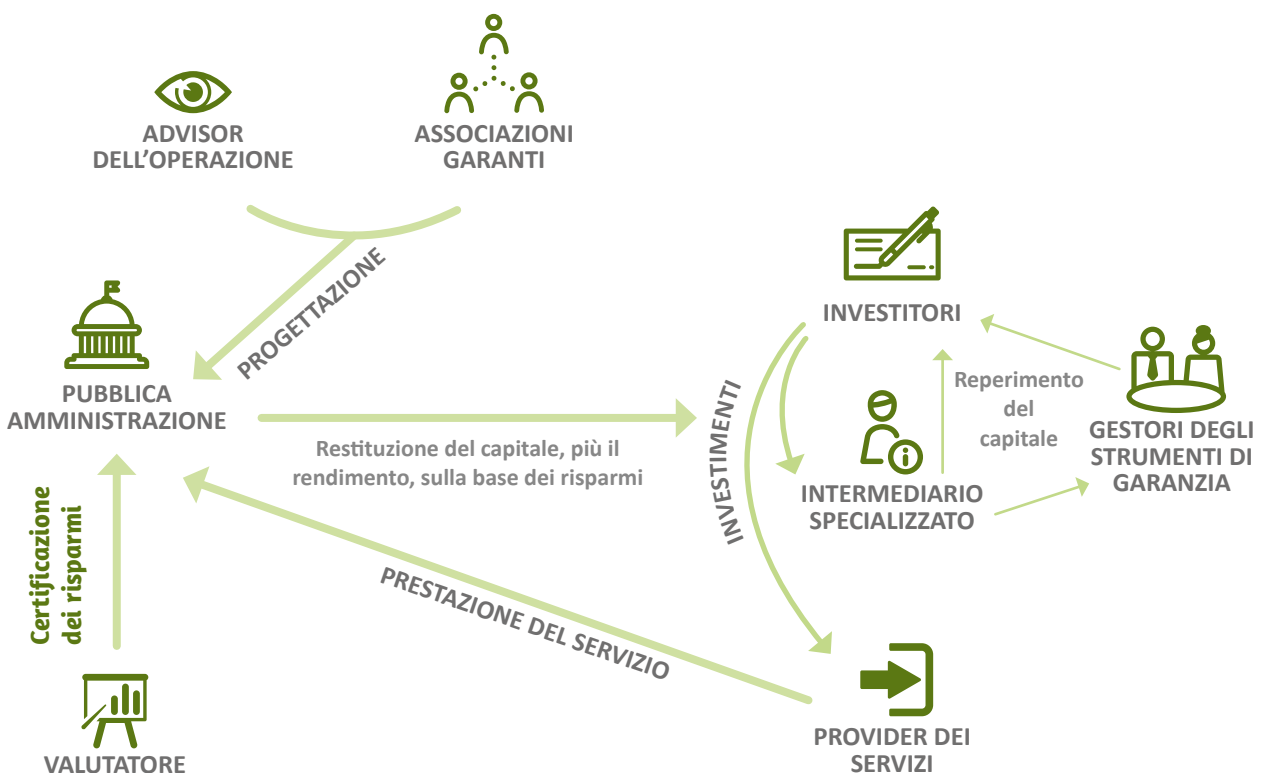 ADVISOR
DELL’OPERAZIONE
ASSOCIAZIONI
GARANTI
PROGETTAZIONE
PUBBLICA
AMMINISTRAZIONE
INVESTITORI
Reperimento
del
capitale
GESTORI DEGLI
STRUMENTI DI
GARANZIA
INVESTIMENTI
Restituzione del capitale, più il
rendimento, sulla base dei risparmi
INTERMEDIARIO
SPECIALIZZATO
Certificazione
dei risparmi
PRESTAZIONE DEL SERVIZIO
VALUTATORE
PROVIDER DEI
SERVIZI